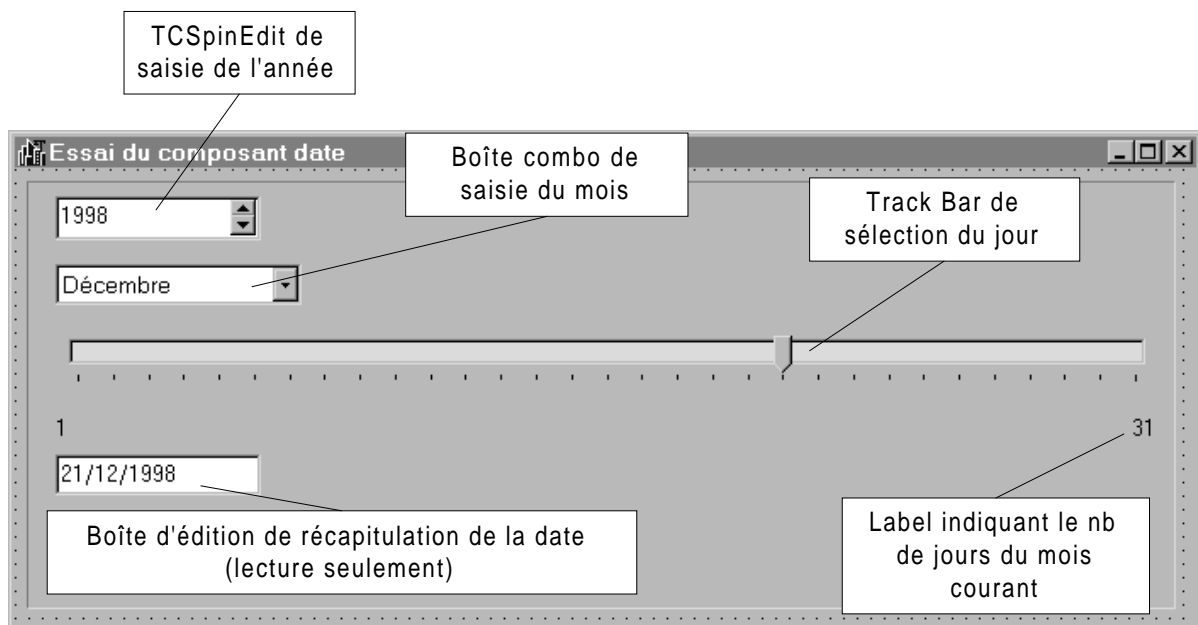 TCSpinEdit de
saisie de l'année
Essai du composant date
Boîte combo de
saisie du mois
1998
Track Bar de
sélection du jour
Décembre
1
31
21/12/1998
Boîte d'édition de récapitulation de la date
(lecture seulement)
Label indiquant le nb
de jours du mois
courant